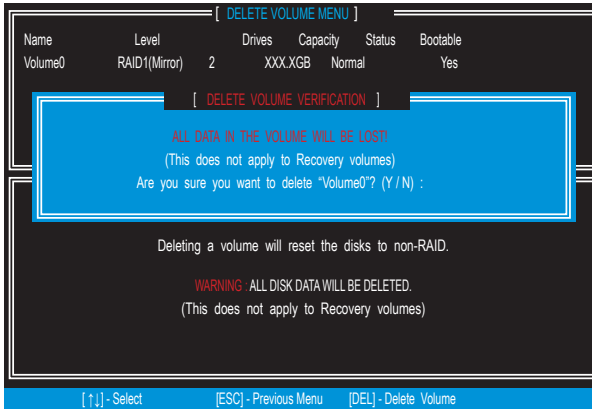 [ DELETE VOLUME MENU ]
Name Level Drives Capacity Status Bootable
Volume0 RAID1(Mirror) 2 XXX.XGB Normal Yes
[ DELETE VOLUME VERIFICATION ]
ALL DATA IN THE VOLUME WILL BE LOST!
(This does not apply to Recovery volumes)
Are you sure you want to delete “Volume0”? (Y / N) :
Deleting a volume will reset the disks to non-RAID.
WARNING : ALL DISK DATA WILL BE DELETED.
(This does not apply to Recovery volumes)
[↑↓] - Select [ESC] - Previous Menu [DEL] - Delete Volume